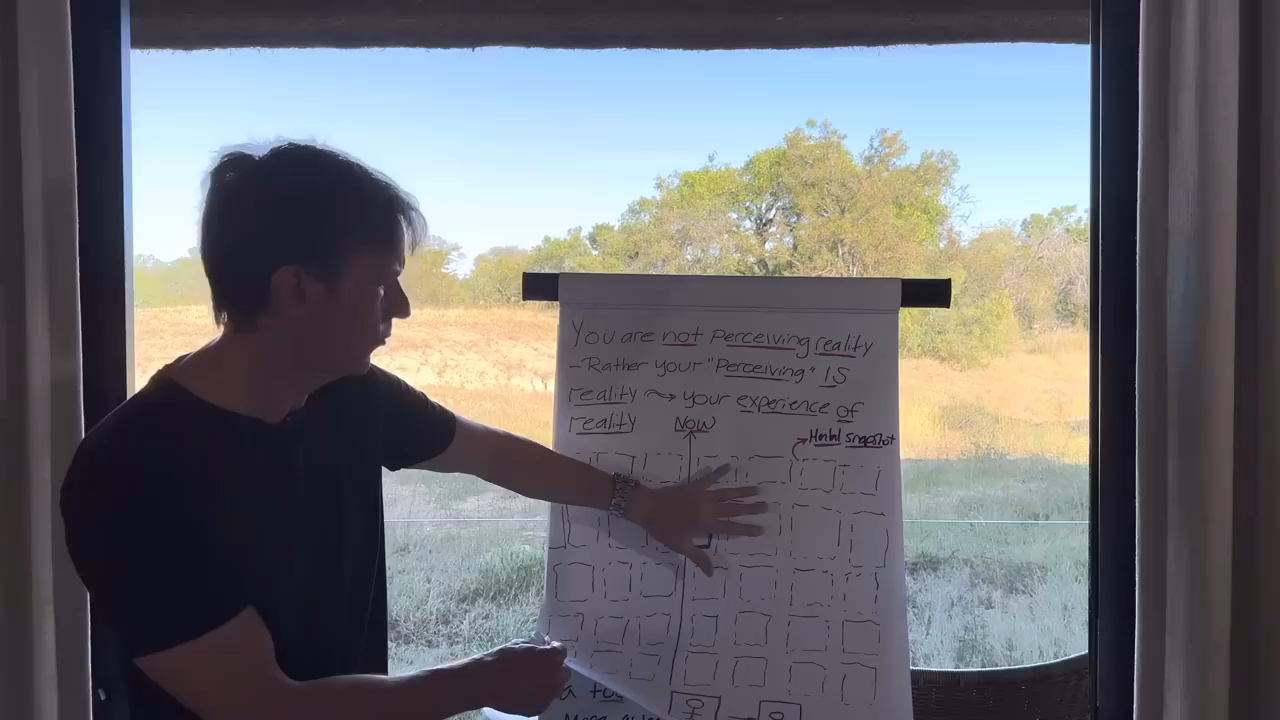 You are not Perceiving reality
- Rather your "Perceiving" IS
reality → your experience of
reality
NOW
snapshot
a